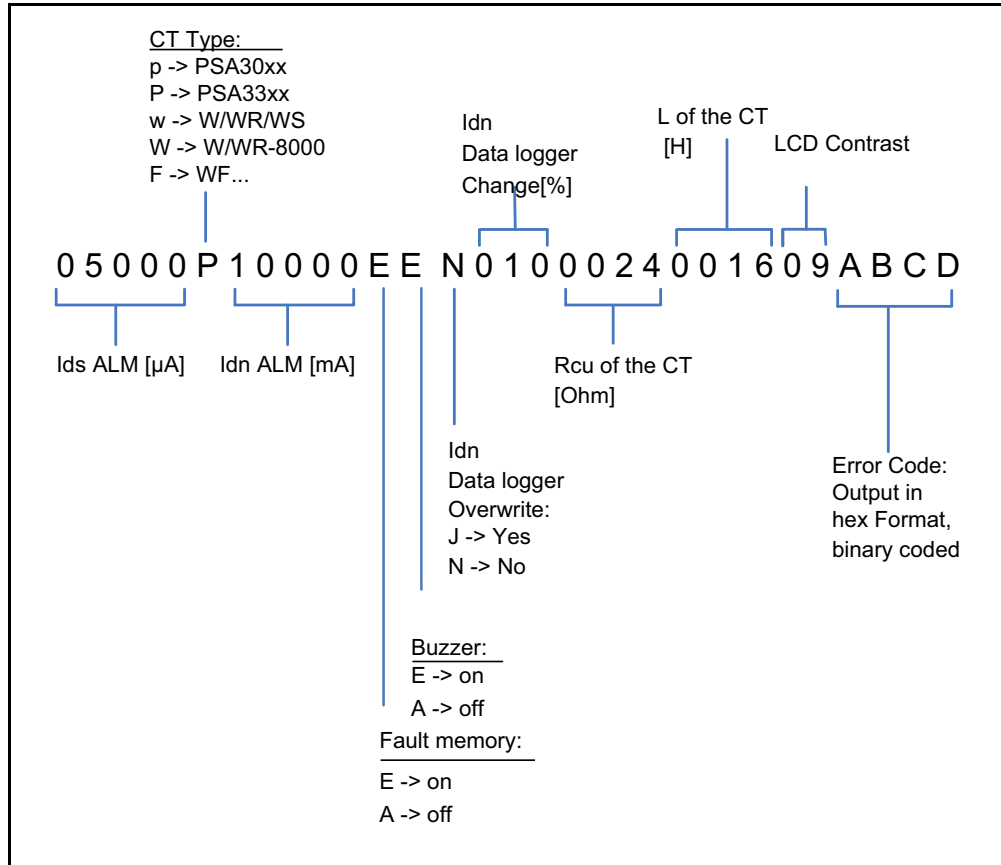 CT Type:
p -> PSA30xx
P -> PSA33xx
w -> W/WR/WS
W -> W/WR-8000
F -> WF...
Idn
Data logger
Change[%]
L of the CT
[H]
LCD Contrast
0 5 0 0 0 P 1 0 0 0 0 E E N 0 1 0 0 0 2 4 0 0 1 6 0 9 A B C D
Ids ALM [µA]
Idn ALM [mA]
Rcu of the CT
[Ohm]
Idn
Data logger
Overwrite:
J -> Yes
N -> No
Error Code:
Output in
hex Format,
binary coded
Buzzer:
E -> on
A -> off
Fault memory:
E -> on
A -> off